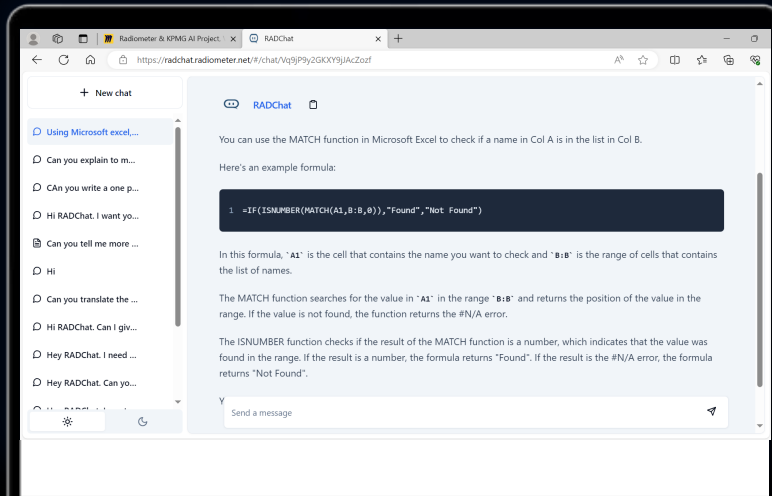 Radiometer & KPMG AI Project.
RADChat
https://radchat.radiometer.net/#/chat/Vq9jP9y2GKXY9jJAcZozf
+ New chat
Using Microsoft excel,...
Can you explain to m...
CAn you write a one p...
Hi RADChat. I want yo...
Can you tell me more ...
Hi
Can you translate the ...
Hi RADChat. Can I giv...
Hey RADChat. I need ...
Hey RADChat. Can yo...
RADChat
You can use the MATCH function in Microsoft Excel to check if a name in Col A is in the list in Col B.
Here's an example formula:
1 =IF(ISNUMBER(MATCH(A1,B:B,0)),"Found","Not Found")
In this formula, `A1` is the cell that contains the name you want to check and `B:B` is the range of cells that contains
the list of names.
The MATCH function searches for the value in `A1` in the range `B:B` and returns the position of the value in the
range. If the value is not found, the function returns the #N/A error.
The ISNUMBER function checks if the result of the MATCH function is a number, which indicates that the value was
found in the range. If the result is a number, the formula returns "Found". If the result is the #N/A error, the formula
returns "Not Found".
Send a message